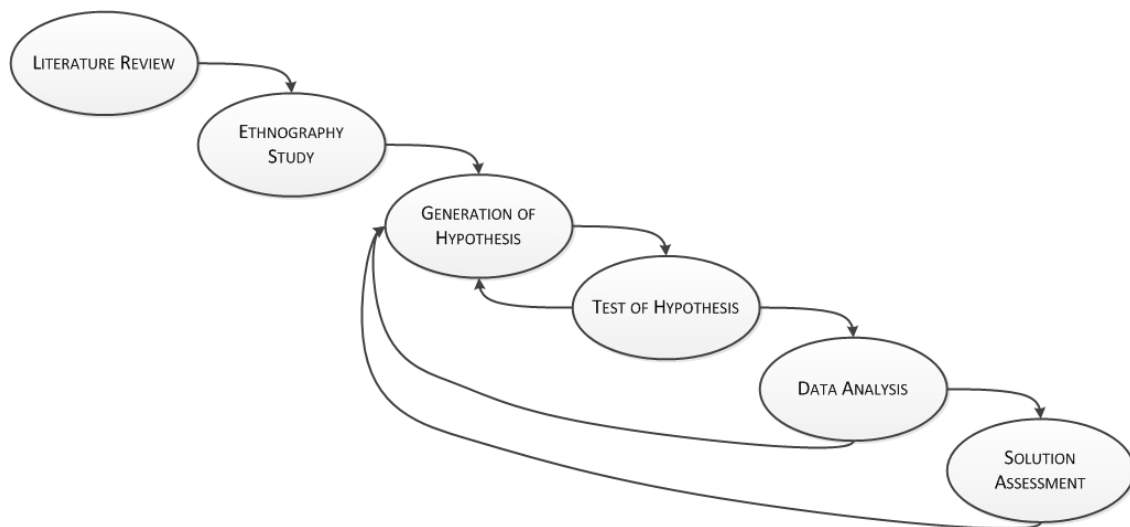 LITERATURE REVIEW
ETHNOGRAPHY
STUDY
GENERATION OF
HYPOTHESIS
TEST OF HYPOTHESIS
DATA ANALYSIS
SOLUTION
ASSESSMENT